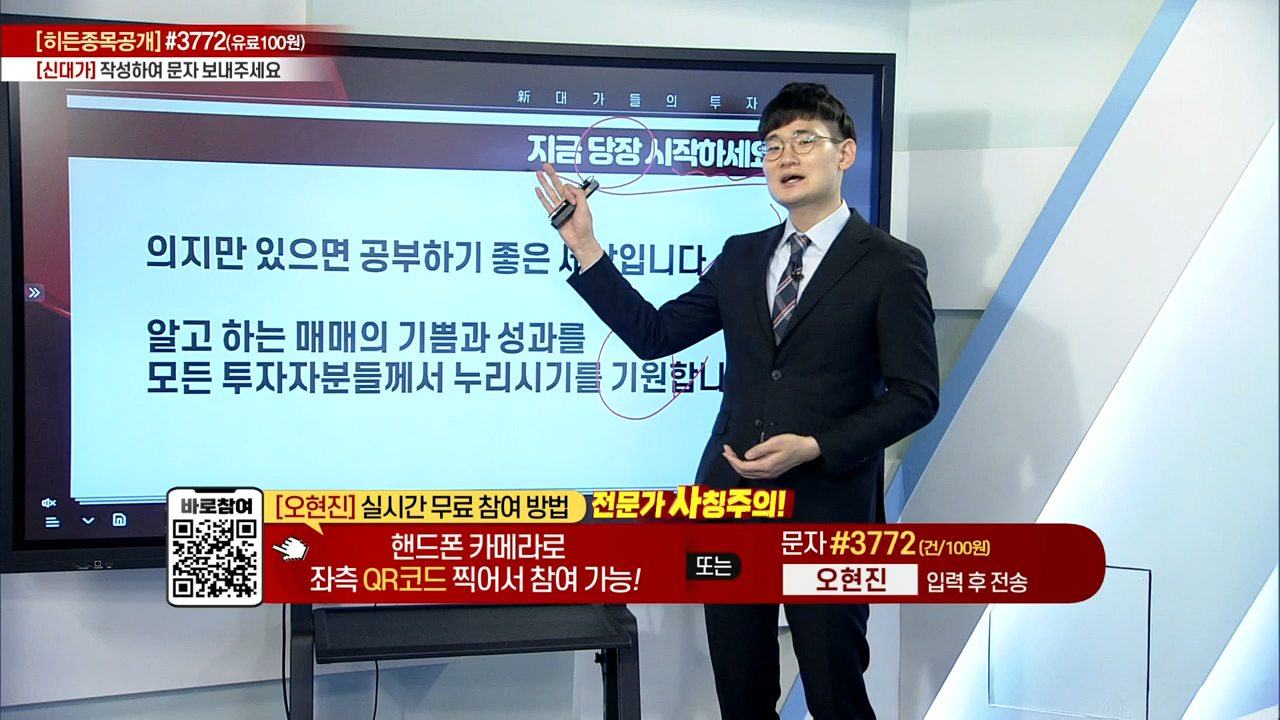 [히든종목공개] #3772(유료100원)
[신대가] 작성하여 문자 보내주세요
新 대 가 들 의 투 자
지금 당장 시작하세요
의지만 있으면 공부하기 좋은 세상입니다
알고 하는 매매의 기쁨과 성과를
모든 투자자분들께서 누리시기를 기원합니
바로참여
[오현진] 실시간 무료 참여 방법
전문가 사칭주의!
핸드폰 카메라로
좌측 QR코드 찍어서 참여 가능!
또는
문자 #3772 (건/100원)
오현진 입력 후 전송